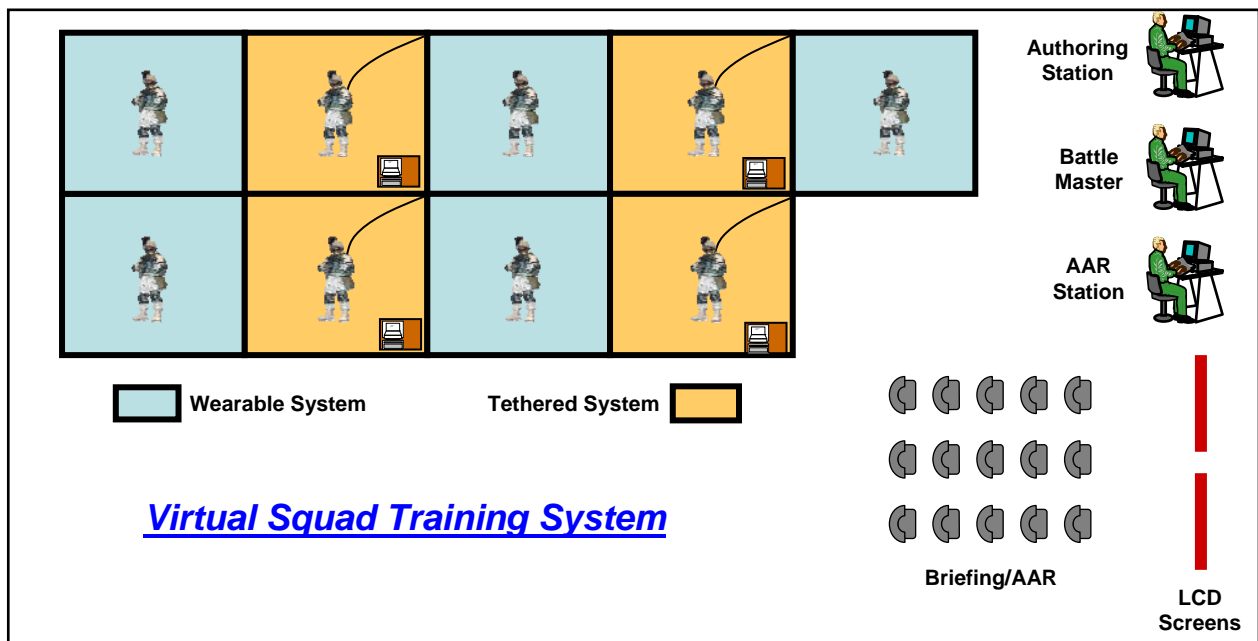 Authoring
Station
Battle
Master
AAR
Station
Wearable System
Tethered System
Virtual Squad Training System
Briefing/AAR
LCD
Screens